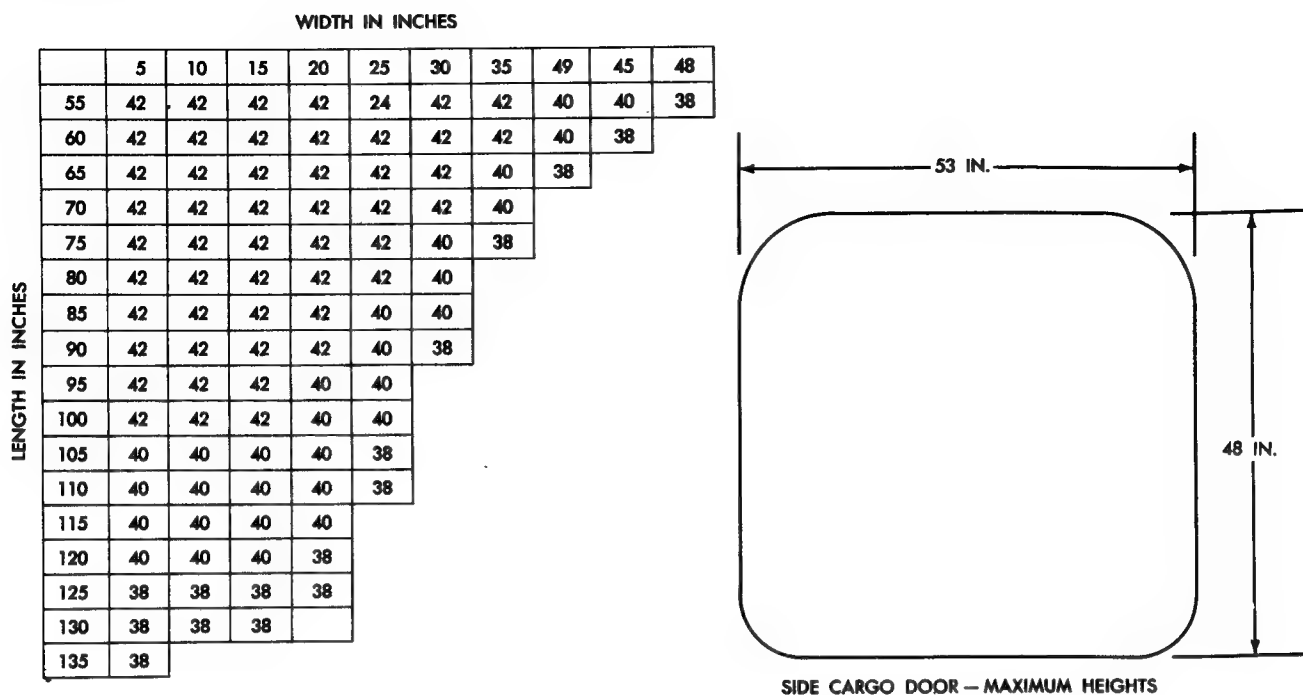 WIDTH IN INCHES
5 10 15 20 25 30 35 49 45 48
55 42 42 42 42 24 42 42 40 40 38
60 42 42 42 42 42 42 42 40 38
65 42 42 42 42 42 42 40 38
70 42 42 42 42 42 42 40
75 42 42 42 42 42 40 38
80 42 42 42 42 42 40
85 42 42 42 42 40 40
90 42 42 42 42 40 38
95 42 42 42 40 40
100 42 42 42 40 40
105 40 40 40 40 38
110 40 40 40 40 38
115 40 40 40 40
120 40 40 40 38
125 38 38 38 38
130 38 38 38
135 38
LENGTH IN INCHES
53 IN.
48 IN.
SIDE CARGO DOOR — MAXIMUM HEIGHTS